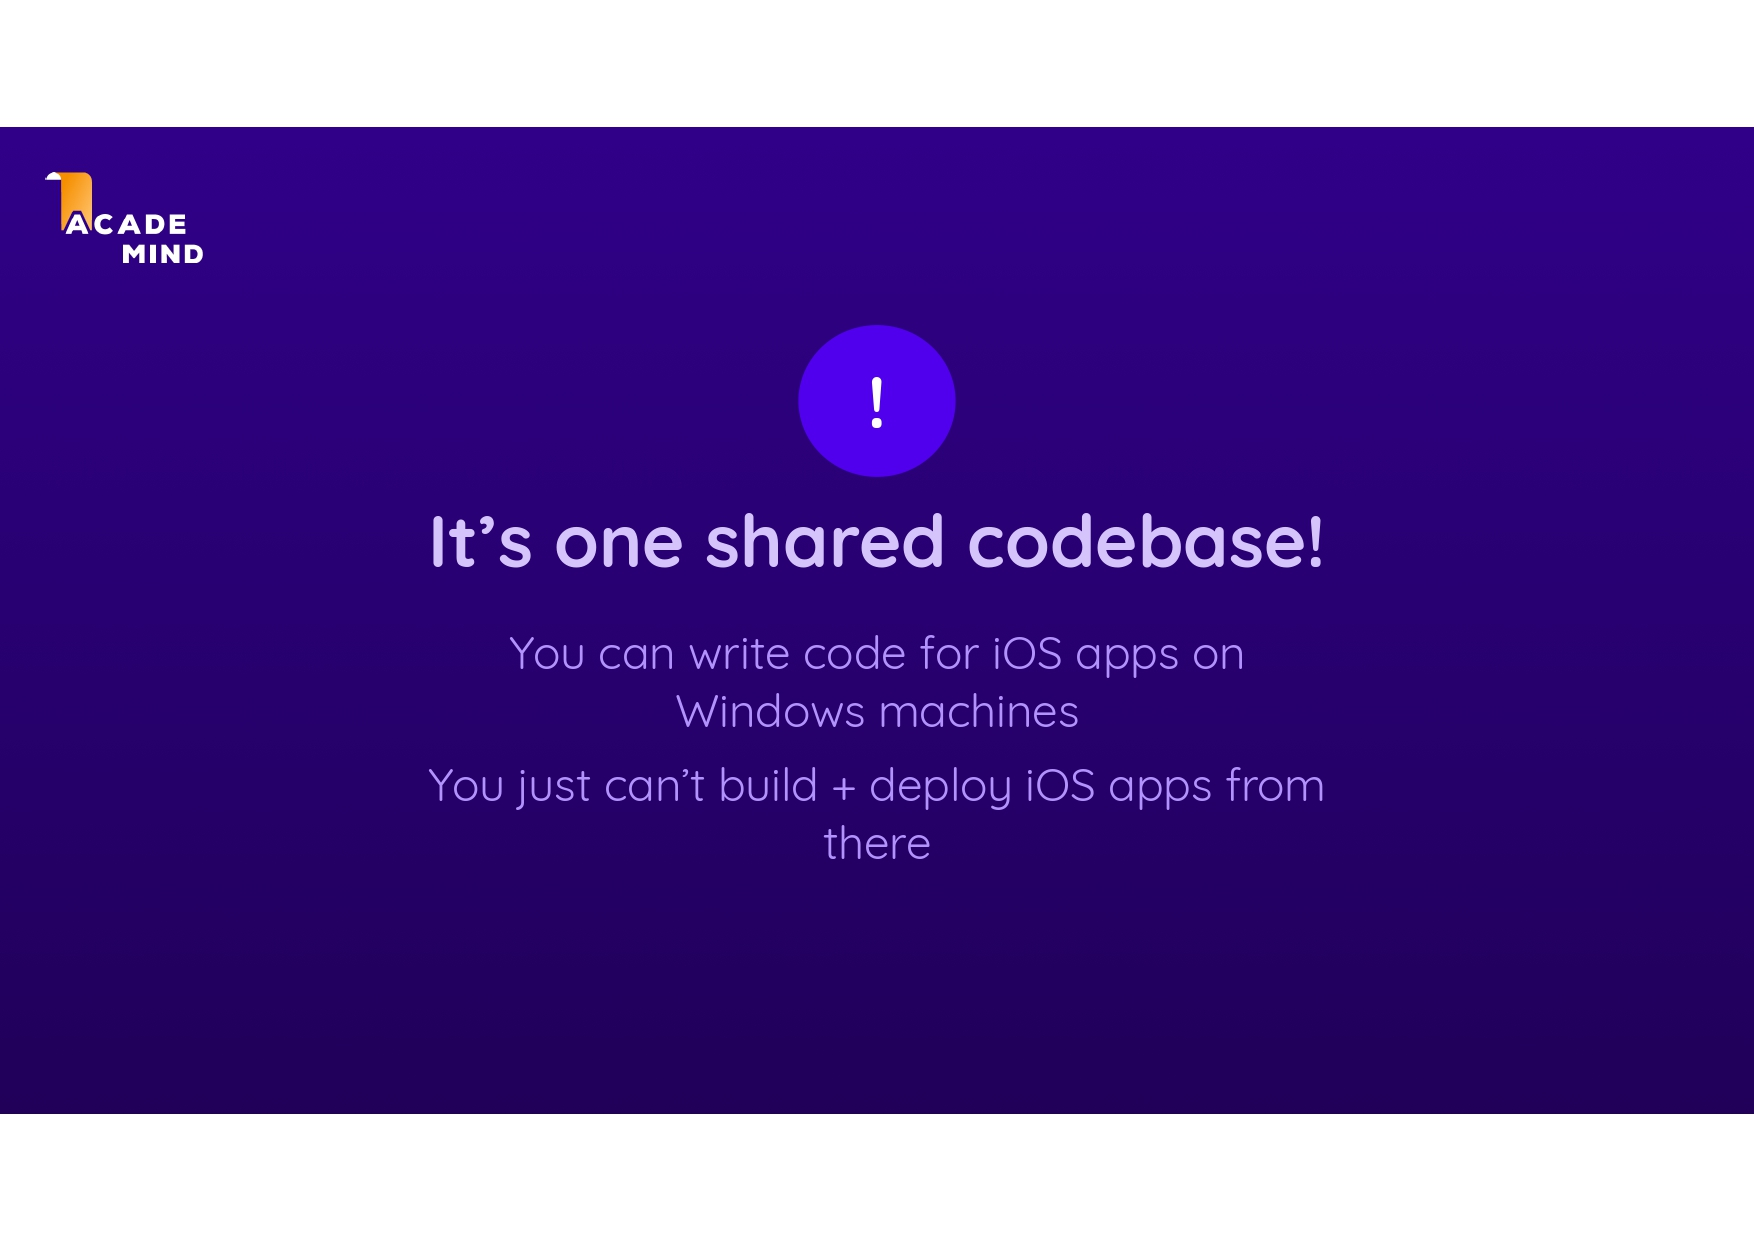 ACADE
MIND
!
It’s one shared codebase!
You can write code for iOS apps on
Windows machines
You just can’t build + deploy iOS apps from
there